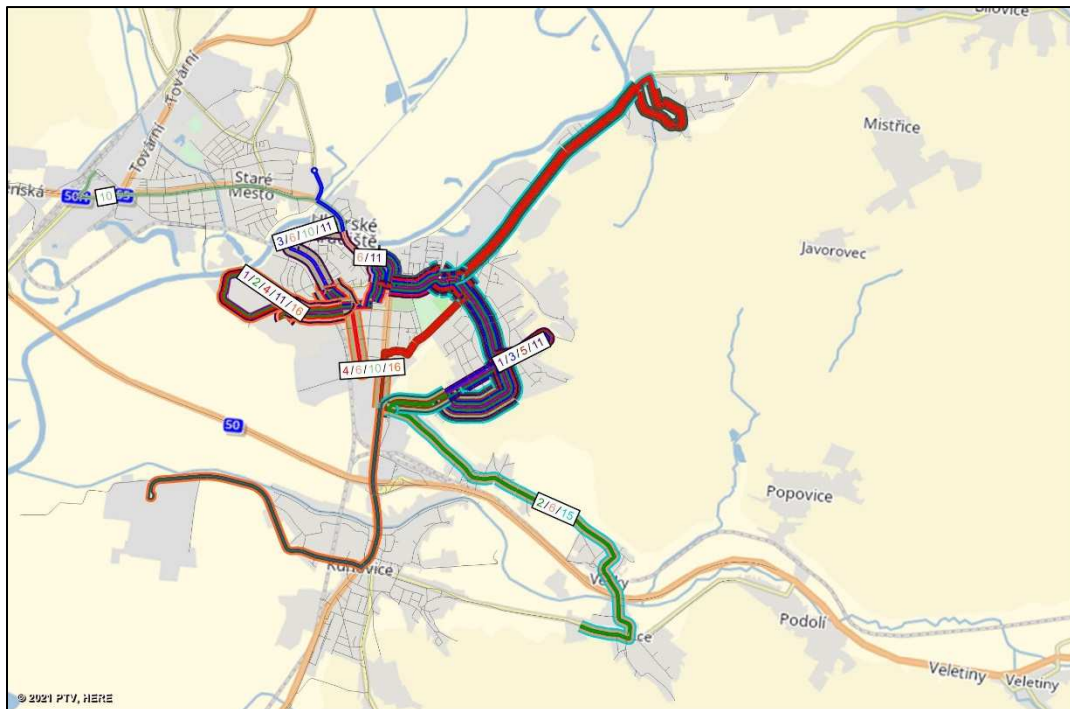 Bílovice
Tovární
Mistřice
Tovární
Staré
Město
50
55
10
3/6/10/11
Javorovec
6/11
1/2/4/11/16
1/3/5/11
4/6/10/16
50
Popovice
2/6/15
Kunovice
Podolí
Veletiny
Veletiny
© 2021 PTV, HERE